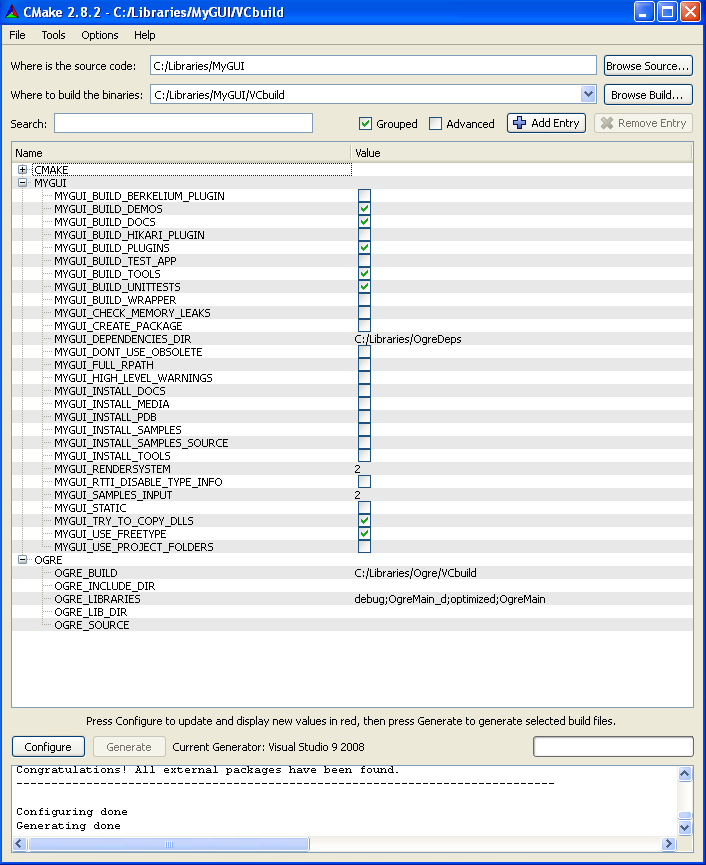 CMake 2.8.2 - C:/Libraries/MyGUI/VCbuild
File Tools Options Help
Where is the source code: C:/Libraries/MyGUI Browse Source...
Where to build the binaries: C:/Libraries/MyGUI/VCbuild Browse Build...
Search: Grouped Advanced Add Entry Remove Entry
Name Value
CMAKE
MYGUI
MYGUI_BUILD_BERKELIUM_PLUGIN
MYGUI_BUILD_DEMOS
MYGUI_BUILD_DOCS
MYGUI_BUILD_HIKARI_PLUGIN
MYGUI_BUILD_PLUGINS
MYGUI_BUILD_TEST_APP
MYGUI_BUILD_TOOLS
MYGUI_BUILD_UNITTESTS
MYGUI_BUILD_WRAPPER
MYGUI_CHECK_MEMORY_LEAKS
MYGUI_CREATE_PACKAGE
MYGUI_DEPENDENCIES_DIR C:/Libraries/OgreDeps
MYGUI_DONT_USE_OBSOLETE
MYGUI_FULL_RPATH
MYGUI_HIGH_LEVEL_WARNINGS
MYGUI_INSTALL_DOCS
MYGUI_INSTALL_MEDIA
MYGUI_INSTALL_PDB
MYGUI_INSTALL_SAMPLES
MYGUI_INSTALL_SAMPLES_SOURCE
MYGUI_INSTALL_TOOLS
MYGUI_RENDERSYSTEM 2
MYGUI_RTTI_DISABLE_TYPE_INFO
MYGUI_SAMPLES_INPUT 2
MYGUI_STATIC
MYGUI_TRY_TO_COPY_DLLS
MYGUI_USE_FREETYPE
MYGUI_USE_PROJECT_FOLDERS
OGRE
OGRE_BUILD C:/Libraries/Ogre/VCbuild
OGRE_INCLUDE_DIR
OGRE_LIBRARIES debug;OgreMain_d;optimized;OgreMain
OGRE_LIB_DIR
OGRE_SOURCE
Press Configure to update and display new values in red, then press Generate to generate selected build files.
Configure Generate Current Generator: Visual Studio 9 2008
Congratulations! All external packages have been found.
-----------------------------------------------------------------------------
Configuring done
Generating done